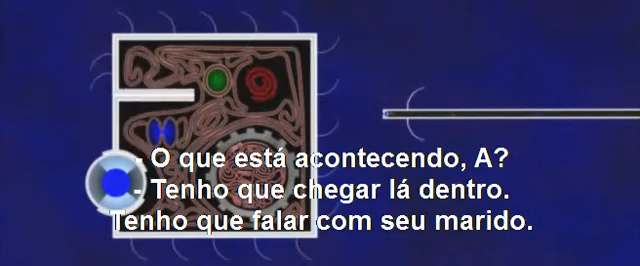 - O que está acontecendo, A?
- Tenho que chegar lá dentro.
Tenho que falar com seu marido.